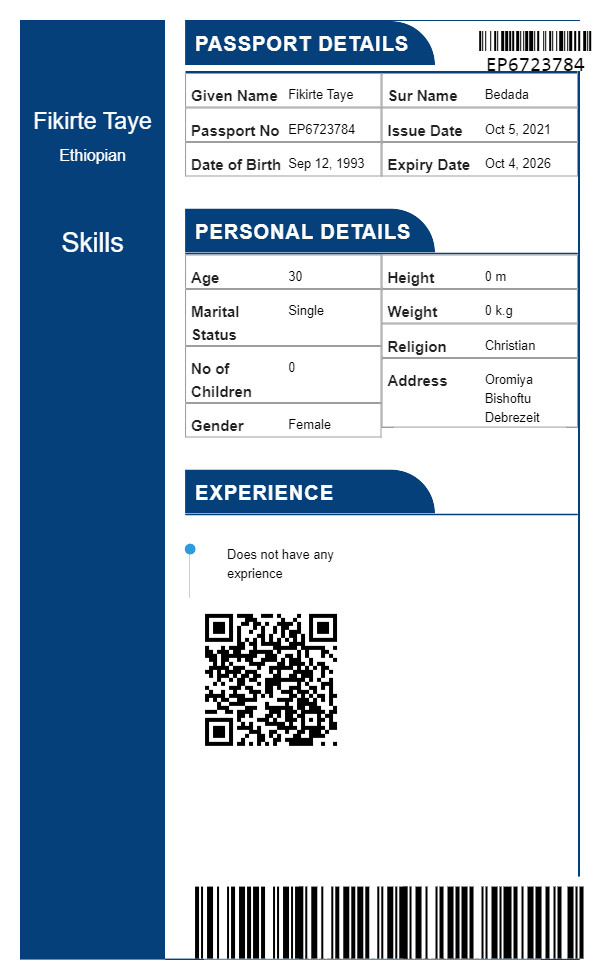 Fikirte Taye
Ethiopian
Skills
PASSPORT DETAILS
EP6723784
Given Name Fikirte Taye Sur Name Bedada
Passport No EP6723784 Issue Date Oct 5, 2021
Date of Birth Sep 12, 1993 Expiry Date Oct 4, 2026
PERSONAL DETAILS
Age 30
Marital Status Single
No of Children 0
Gender Female
Height 0 m
Weight 0 k.g
Religion Christian
Address Oromiya
Bishoftu
Debrezeit
EXPERIENCE
Does not have any
exprience